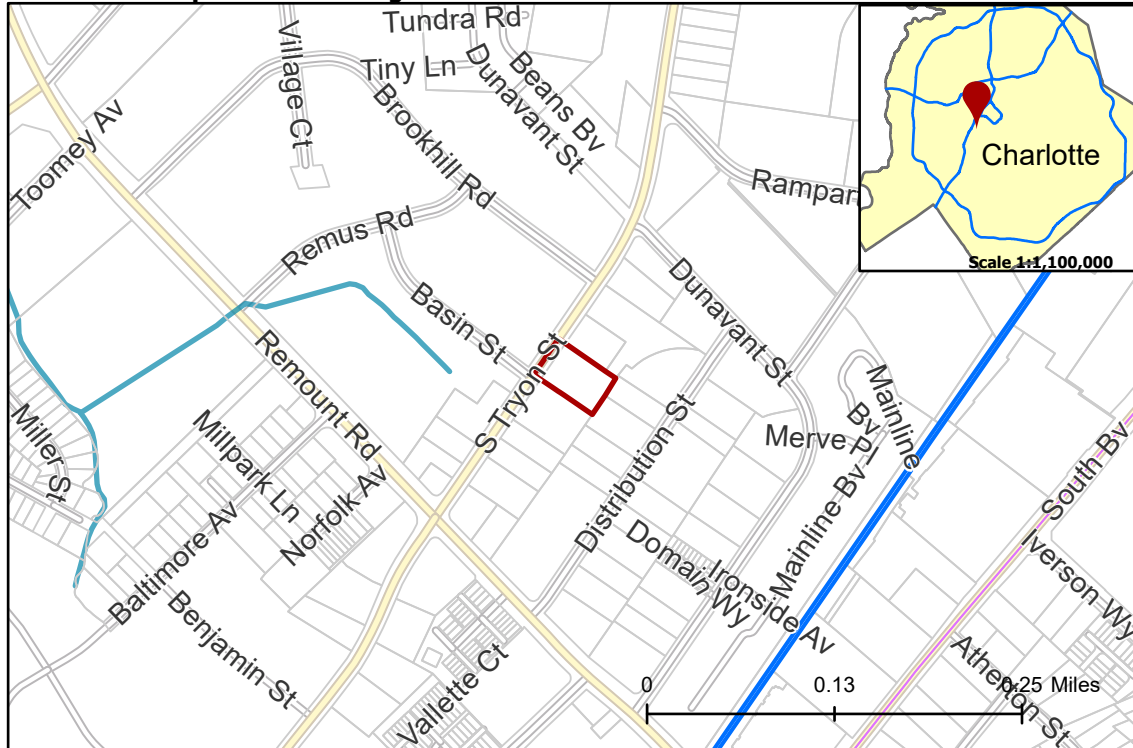 Tundra Rd
Village Ct
Tiny Ln
Dunavant St
Beans Bv
Brookhill Rd
Toomey Av
Rampar
Charlotte
Scale 1:1,100,000
Remus Rd
Basin St
Dunavant St
S Tryon St
Remount Rd
Mainline Bv
Merve Pl
Miller St
Millpark Ln
Norfolk Av
Distribution St
Mainline Bv
South Bv
Iverson Wy
Domain Wy
Ironside Av
Baltimore Av
Benjamin St
Vallette Ct
Atherton St
0
0.13
0.25 Miles